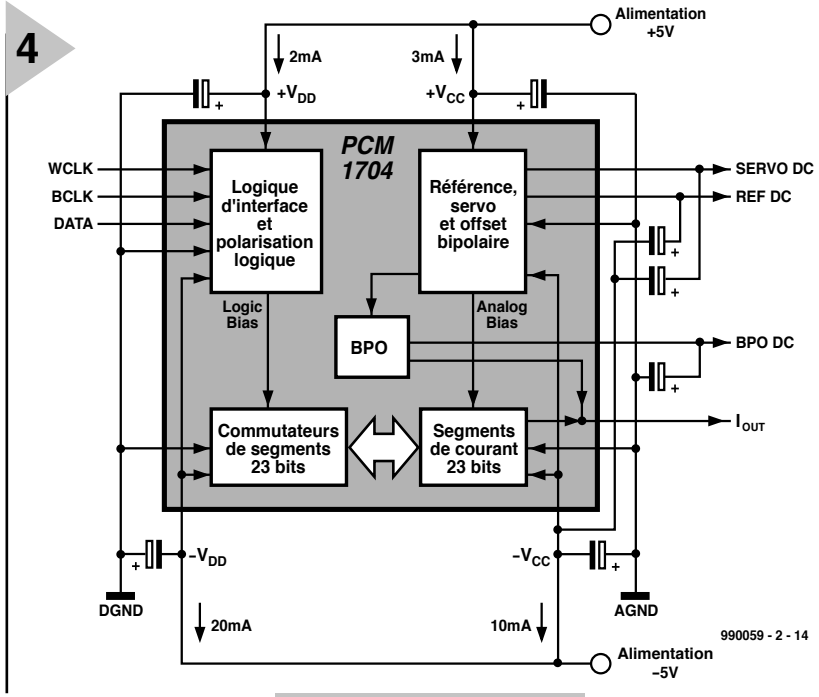 4
Alimentation
+5V
2mA
3mA
+
+VDD
+VCC
+
PCM
1704
WCLK
BCLK
DATA
Logique
d'interface
et
polarisation
logique
Référence,
servo
et offset
bipolaire
SERVO DC
REF DC
+
+
Logic
Bias
Analog
Bias
BPO
BPO DC
+
IOUT
Commutateurs
de segments
23 bits
Segments
de courant
23 bits
+
–VDD
–VCC
+
DGND
AGND
20mA
10mA
990059 - 2 - 14
Alimentation
–5V